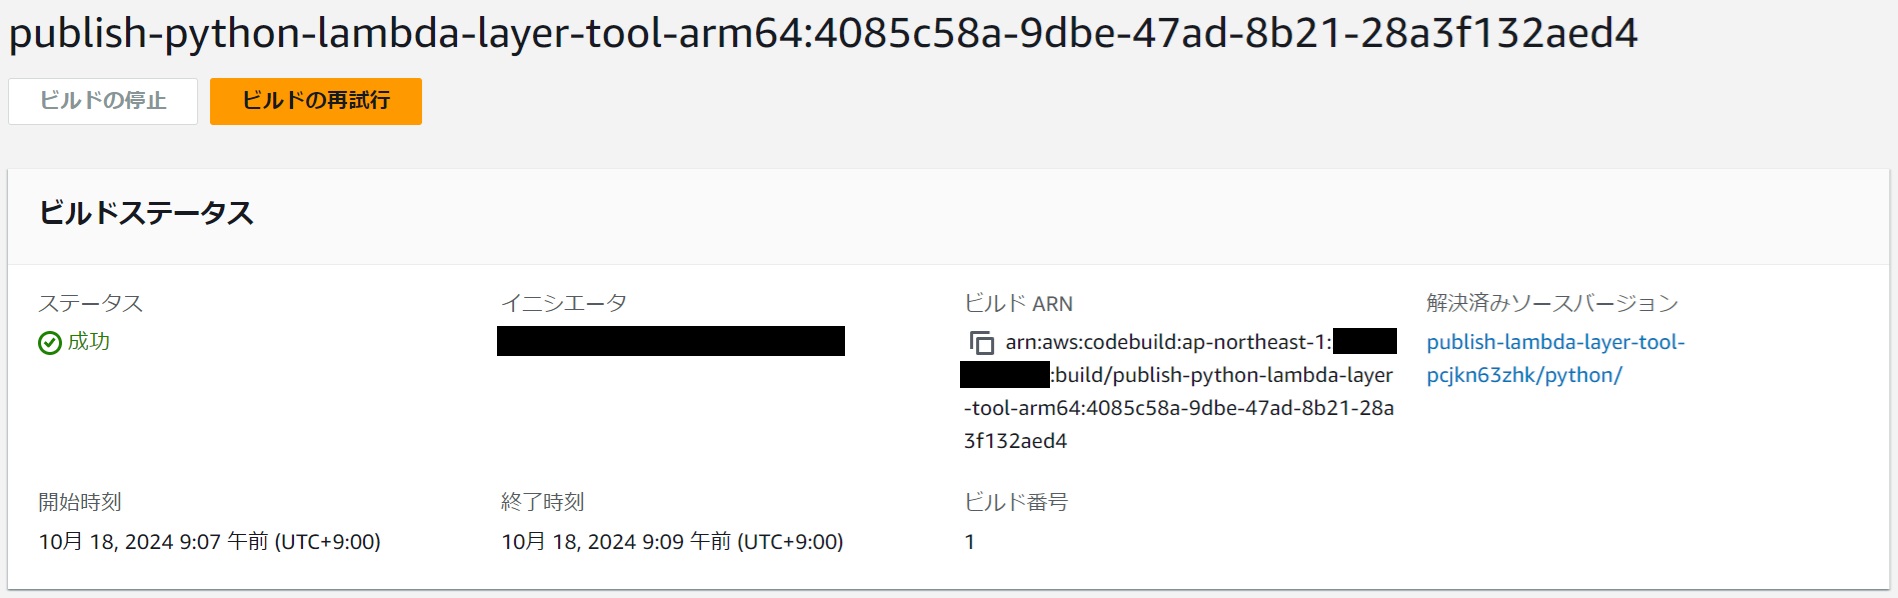 publish-python-lambda-layer-tool-arm64:4085c58a-9dbe-47ad-8b21-28a3f132aed4
ビルドの停止
ビルドの再試行
ビルドステータス
ステータス
成功
イニシエータ
ビルド ARN
arn:aws:codebuild:ap-northeast-1:
:build/publish-python-lambda-layer
-tool-arm64:4085c58a-9dbe-47ad-8b21-28a
3f132aed4
解決済みソースバージョン
publish-lambda-layer-tool-
pcjkn63zhk/python/
開始時刻
10月 18, 2024 9:07 午前 (UTC+9:00)
終了時刻
10月 18, 2024 9:09 午前 (UTC+9:00)
ビルド番号
1